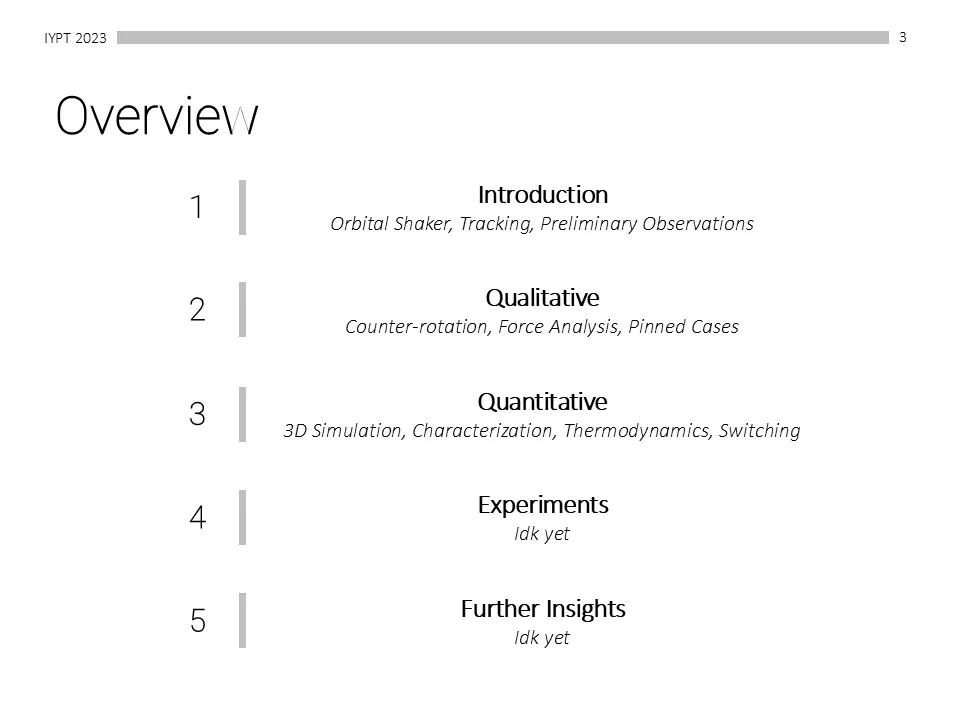 IYPT 2023
3
Overview
1
Introduction
Orbital Shaker, Tracking, Preliminary Observations
2
Qualitative
Counter-rotation, Force Analysis, Pinned Cases
3
Quantitative
3D Simulation, Characterization, Thermodynamics, Switching
4
Experiments
Idk yet
5
Further Insights
Idk yet